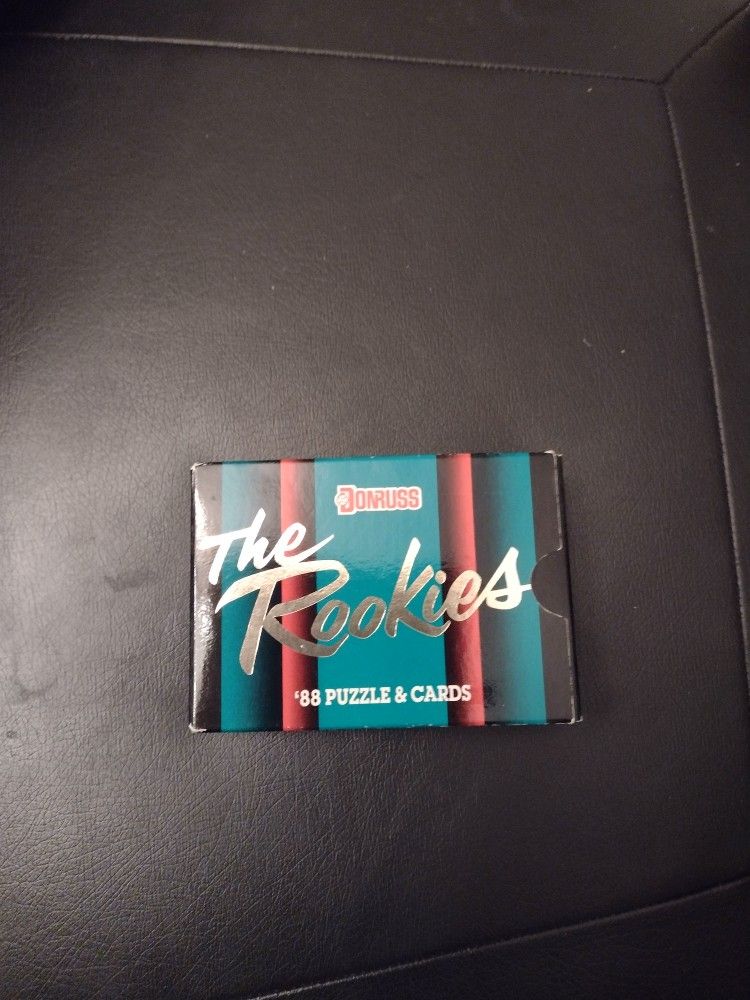 DONRUSS
The
Rookies
'88 PUZZLE & CARDS